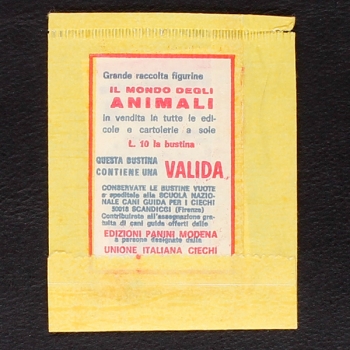 Grande raccolta figurine
IL MONDO DEGLI
ANIMALI
in vendita in tutte le edi-
cole e cartolerie a sole
L. 10 la bustina
QUESTA BUSTINA
CONTIENE UNA VALIDA
CONSERVATE LE BUSTINE VUOTE
e speditele alla SCUOLA NAZIO-
NALE CANI GUIDA PER I CIECHI
50018 SCANDICCI (Firenze)
Contribuirete all'assegnazione gra-
tuita di cani guida offerti dalle
EDIZIONI PANINI MODENA
a persone designate dalla
UNIONE ITALIANA CIECHI